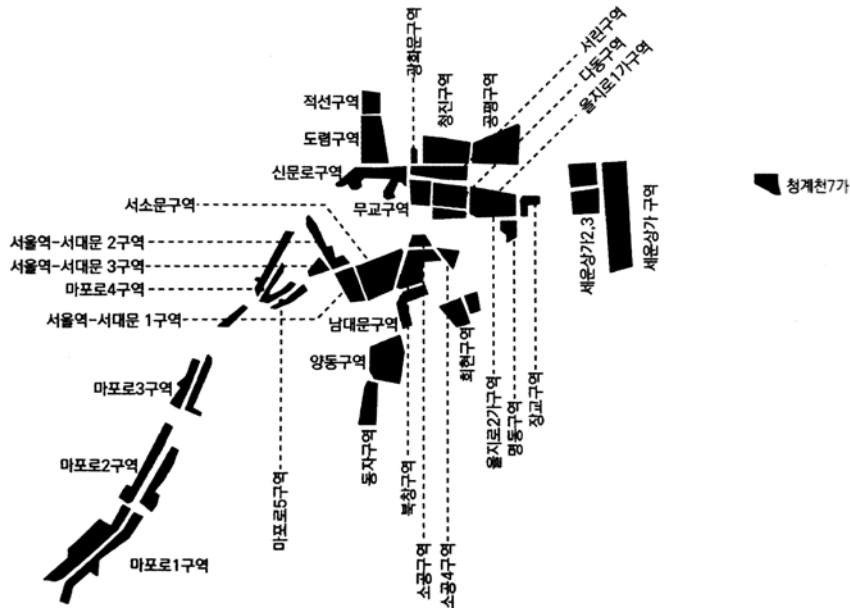 광화문구역
서린구역
다동구역
을지로1가구역
청진구역
공평구역
적선구역
도렴구역
신문로구역
무교구역
서소문구역
서울역-서대문 2구역
서울역-서대문 3구역
마포로4구역
서울역-서대문 1구역
남대문구역
양동구역
마포로3구역
마포로2구역
마포로1구역
마포로5구역
동자구역
북창구역
소공구역
소공4구역
회현구역
을지로2가구역
명동구역
장교구역
세운상가2,3
세운상가 구역
청계천7가